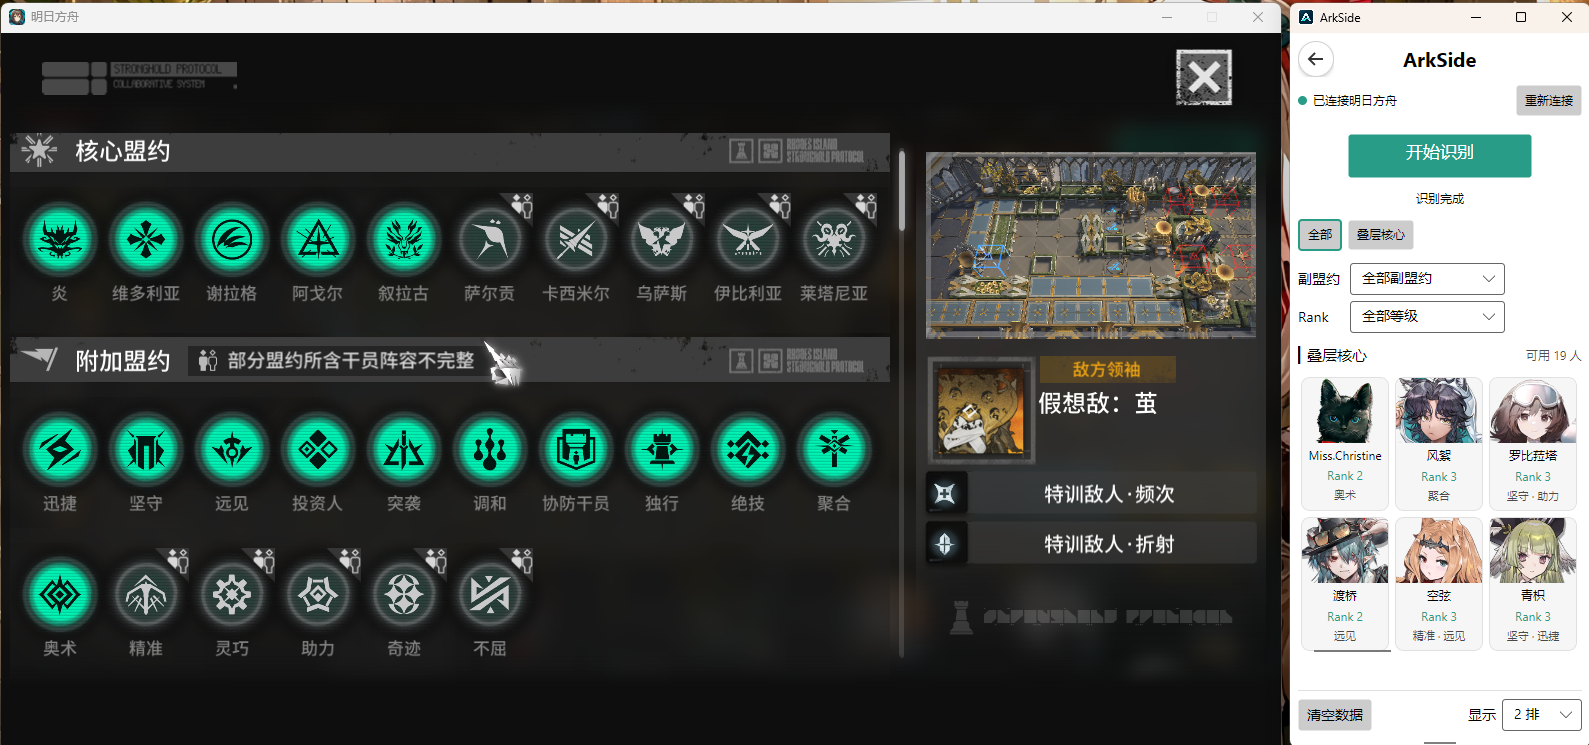 明日方舟
STRONGHOLD PROTOCOL
COLLABORATIVE SYSTEM
核心盟约
RHODES ISLAND
STRONGHOLD PROTOCOL
炎
维多利亚
谢拉格
阿戈尔
叙拉古
萨尔贡
卡西米尔
乌萨斯
伊比利亚
莱塔尼亚
附加盟约
部分盟约所含干员阵容不完整
RHODES ISLAND
STRONGHOLD PROTOCOL
迅捷
坚守
远见
投资人
突袭
调和
协防干员
独行
绝技
聚合
奥术
精准
灵巧
助力
奇迹
不屈
敌方领袖
假想敌：茧
特训敌人·频次
特训敌人·折射
ArkSide
ArkSide
已连接明日方舟
重新连接
开始识别
识别完成
全部
叠层核心
副盟约
全部副盟约
Rank
全部等级
叠层核心
可用 19 人
Miss.Christine
Rank 2
奥术
风絮
Rank 3
聚合
罗比菈塔
Rank 3
坚守 · 助力
渡桥
Rank 2
远见
空弦
Rank 3
精准 · 远见
青枳
Rank 3
坚守 · 迅捷
清空数据
显示
2 排